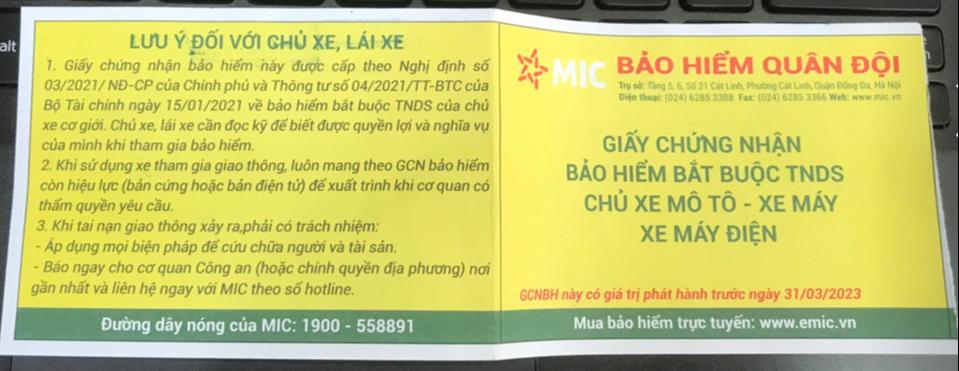 LƯU Ý ĐỐI VỚI CHỦ XE, LÁI XE
1. Giấy chứng nhận bảo hiểm này được cấp theo Nghị định số
03/2021/ NĐ-CP của Chính phủ và Thông tư số 04/2021/TT-BTC của
Bộ Tài chính ngày 15/01/2021 về bảo hiểm bắt buộc TNDS của chủ
xe cơ giới. Chủ xe, lái xe cần đọc kỹ để biết được quyền lợi và nghĩa vụ
của mình khi tham gia bảo hiểm.
2. Khi sử dụng xe tham gia giao thông, luôn mang theo GCN bảo hiểm
còn hiệu lực (bản cứng hoặc bản điện tử) để xuất trình khi cơ quan có
thẩm quyền yêu cầu.
3. Khi tai nạn giao thông xảy ra,phải có trách nhiệm:
- Áp dụng mọi biện pháp để cứu chữa người và tài sản.
- Báo ngay cho cơ quan Công an (hoặc chính quyền địa phương) nơi
gần nhất và liên hệ ngay với MIC theo số hotline.
Đường dây nóng của MIC: 1900 - 558891
MIC BẢO HIỂM QUÂN ĐỘI
Trụ sở: Tầng 5, 6, Số 21 Cát Linh, Phường Cát Linh, Quận Đống Đa, Hà Nội
Điện thoại: (024) 6285 3388 Fax: (024) 6285 3366 Web: www.mic.vn
GIẤY CHỨNG NHẬN
BẢO HIỂM BẮT BUỘC TNDS
CHỦ XE MÔ TÔ - XE MÁY
XE MÁY ĐIỆN
GCNBH này có giá trị phát hành trước ngày 31/03/2023
Mua bảo hiểm trực tuyến: www.emic.vn
alt